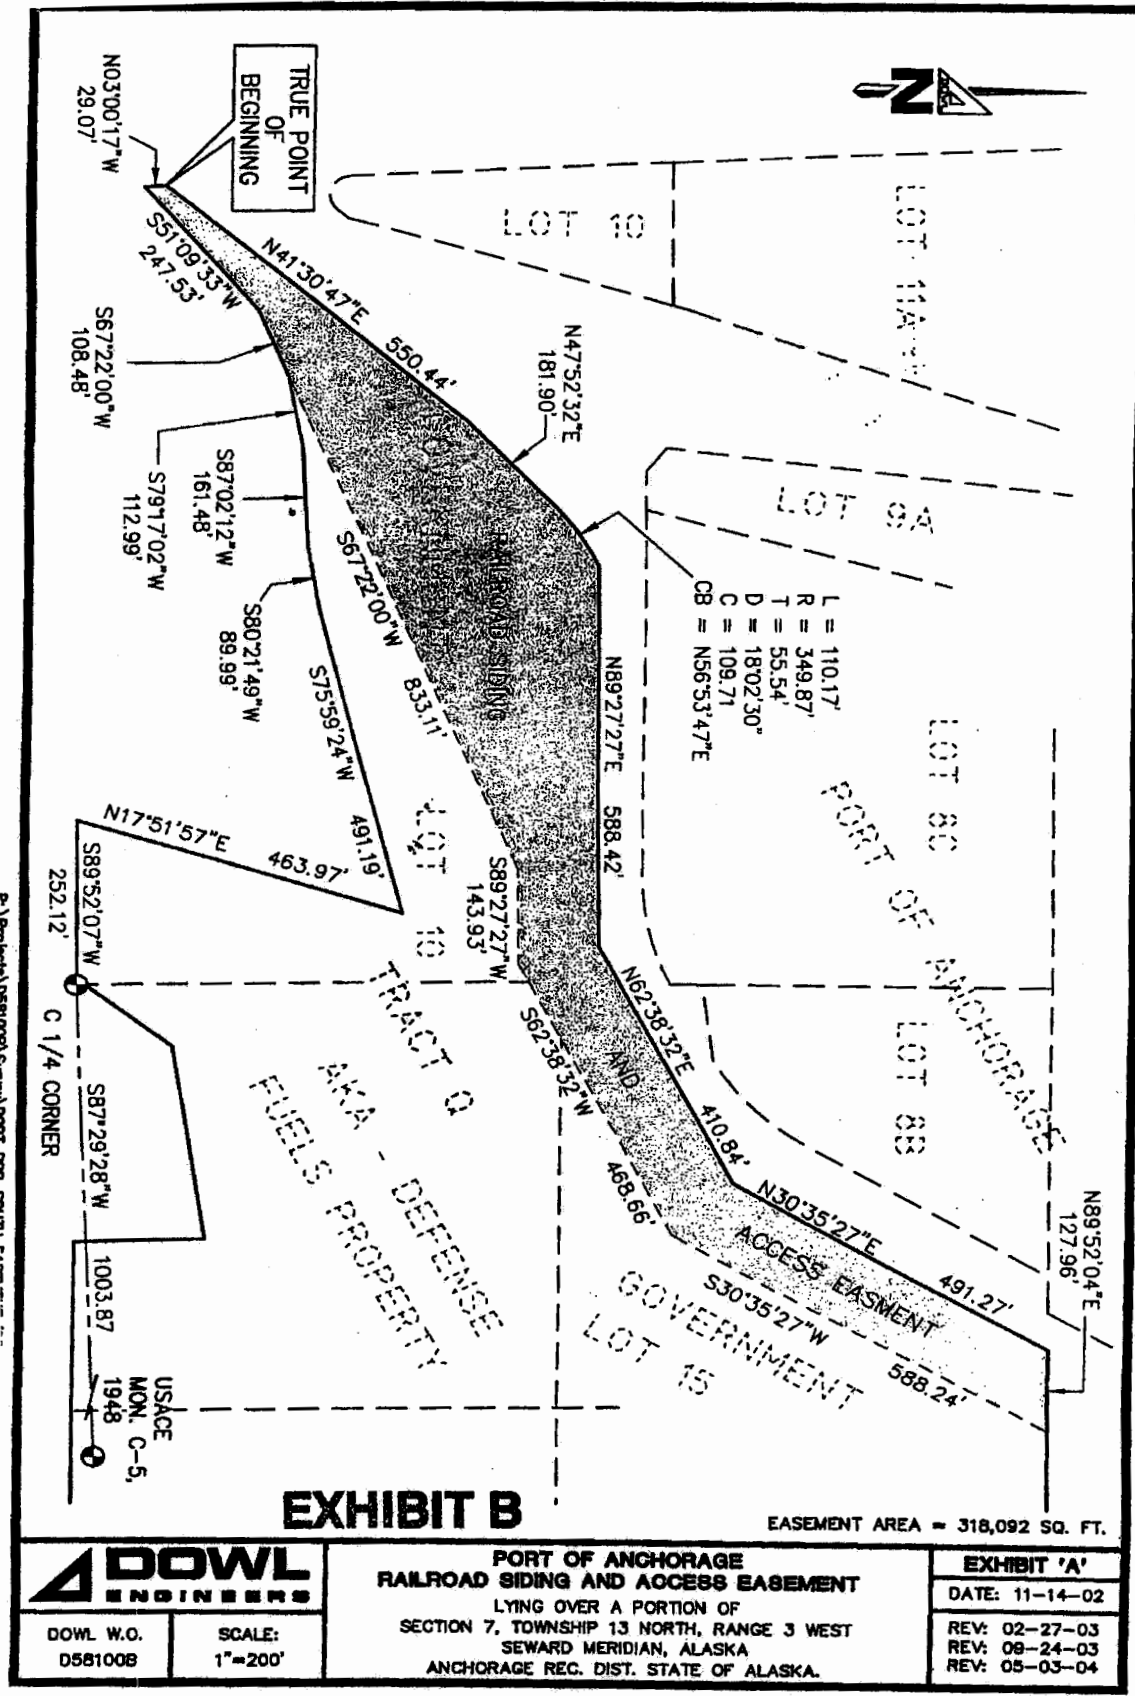 N
TRUE POINT
OF
BEGINNING
N03°00'17"W
29.07'
S51°09'33"W
247.53'
N41°30'47"E 550.44'
S67°22'00"W
108.48'
N47°52'32"E
181.90'
S79°17'02"W
112.99'
S87°02'12"W
161.48'
S80°21'49"W
89.99'
S75°59'24"W 491.19'
S67°22'00"W 833.11'
L = 110.17'
R = 349.87'
T = 55.54'
D = 18°02'30"
C = 109.71
CB = N56°53'47"E
LOT 10
LOT 11A
LOT 9A
LOT 8C
LOT 8B
PORT OF ANCHORAGE
RAILROAD SIDING
AND
ACCESS EASMENT
N89°27'27"E 588.42'
S89°27'27"W
143.93'
N62°38'32"E 410.84'
S62°38'32"W 468.66'
N30°35'27"E 491.27'
S30°35'27"W 588.24'
N89°52'04"E
127.96'
LOT 10
N17°51'57"E 463.97'
S89°52'07"W
252.12'
C 1/4 CORNER
S87°29'28"W 1003.87
USACE
MON. C-5,
1948
TRACT Q
AKA - DEFENSE
FUELS PROPERTY
GOVERNMENT
LOT 15
EXHIBIT B
EASEMENT AREA = 318,092 SQ. FT.
DOWL
ENGINEERS
DOWL W.O.
D58100B
SCALE:
1"=200'
PORT OF ANCHORAGE
RAILROAD SIDING AND ACCESS EASEMENT
LYING OVER A PORTION OF
SECTION 7, TOWNSHIP 13 NORTH, RANGE 3 WEST
SEWARD MERIDIAN, ALASKA
ANCHORAGE REC. DIST. STATE OF ALASKA.
EXHIBIT 'A'
DATE: 11-14-02
REV: 02-27-03
REV: 09-24-03
REV: 05-03-04